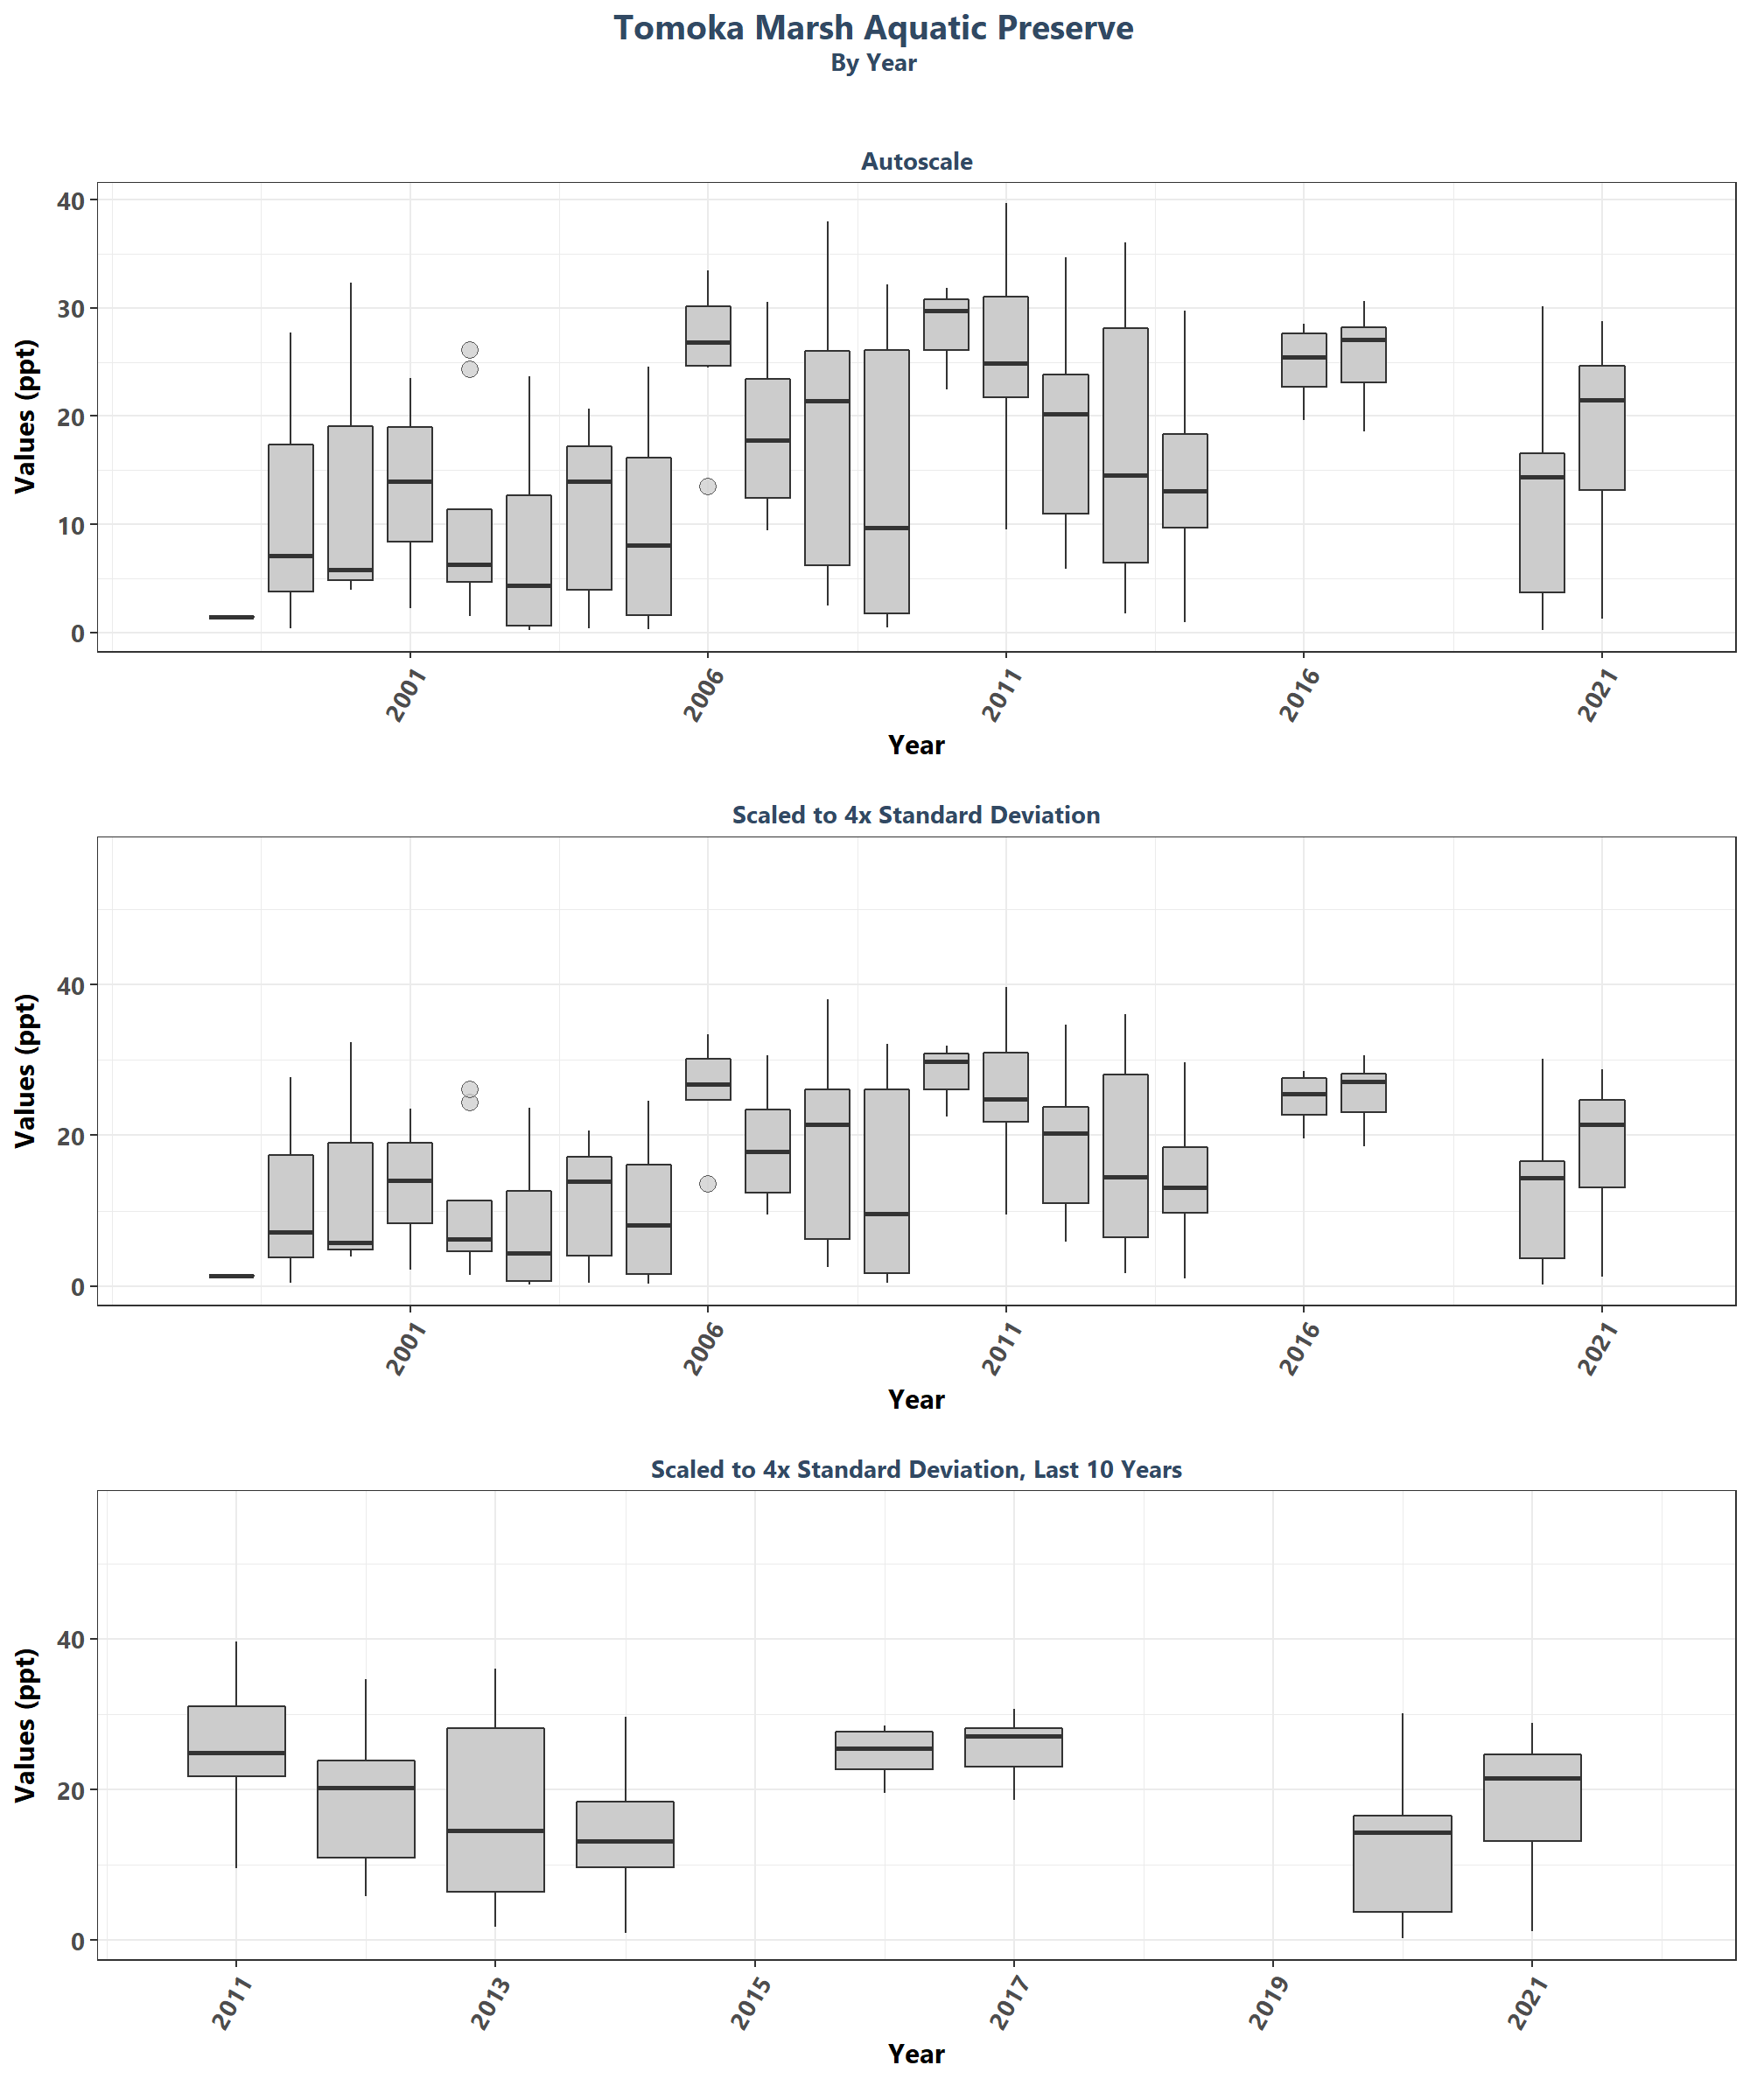 Tomoka Marsh Aquatic Preserve
By Year
Autoscale
Values (ppt)
40
30
20
10
0
2001 2006 2011 2016 2021
Year
Scaled to 4x Standard Deviation
Values (ppt)
40
20
0
2001 2006 2011 2016 2021
Year
Scaled to 4x Standard Deviation, Last 10 Years
Values (ppt)
40
20
0
2011 2013 2015 2017 2019 2021
Year